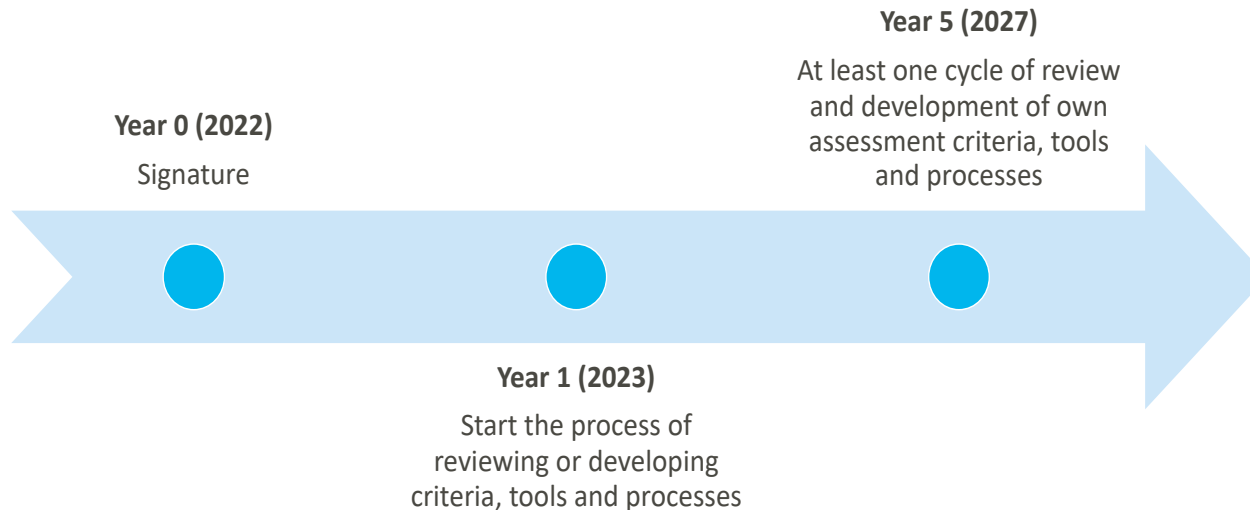 Year 0 (2022)
Signature
Year 1 (2023)
Start the process of
reviewing or developing
criteria, tools and processes
Year 5 (2027)
At least one cycle of review
and development of own
assessment criteria, tools
and processes